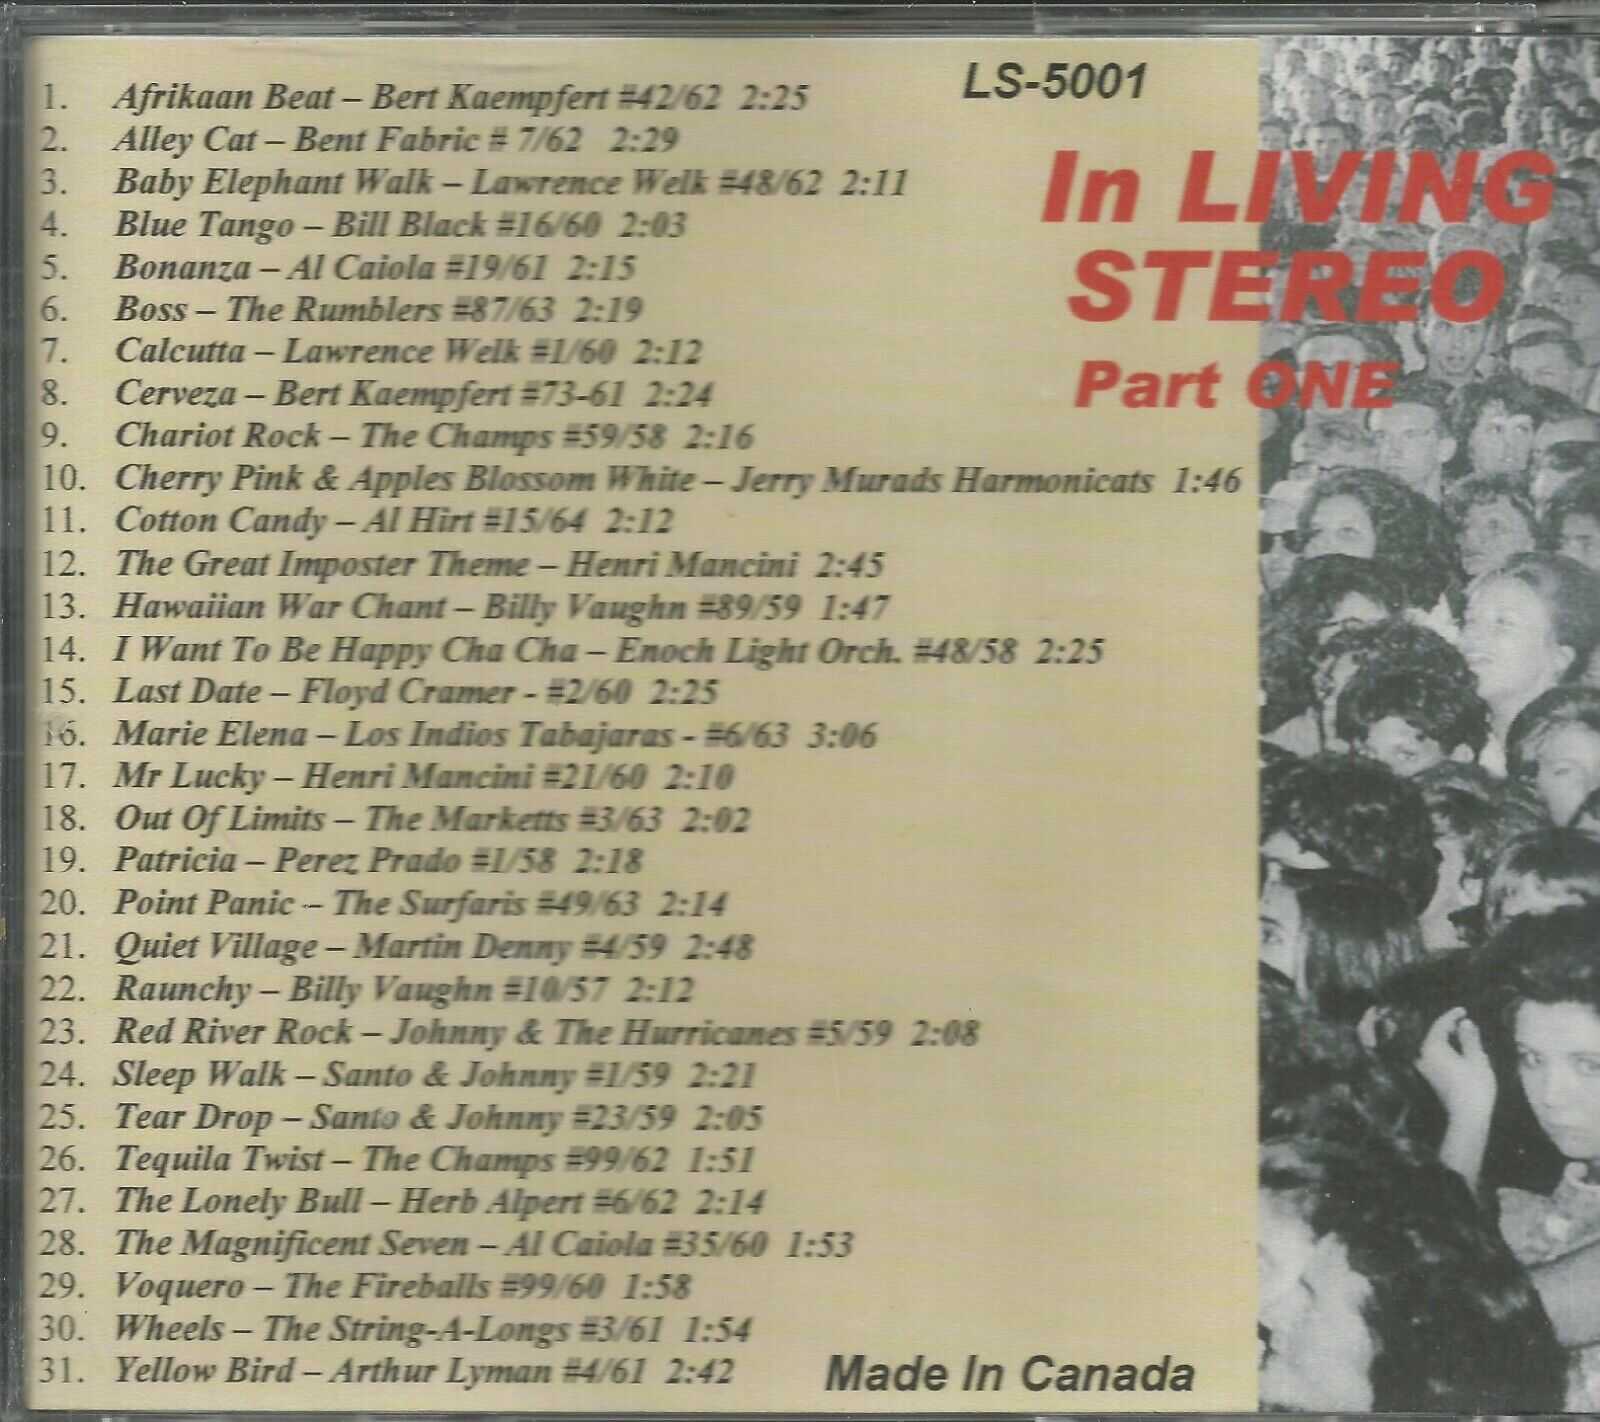 LS-5001
In LIVING
STEREO
Part ONE
1. Afrikaan Beat – Bert Kaempfert #42/62 2:25
2. Alley Cat – Bent Fabric # 7/62 2:29
3. Baby Elephant Walk – Lawrence Welk #48/62 2:11
4. Blue Tango – Bill Black #16/60 2:03
5. Bonanza – Al Caiola #19/61 2:15
6. Boss – The Rumblers #87/63 2:19
7. Calcutta – Lawrence Welk #1/60 2:12
8. Cerveza – Bert Kaempfert #73-61 2:24
9. Chariot Rock – The Champs #59/58 2:16
10. Cherry Pink & Apples Blossom White – Jerry Murads Harmonicats 1:46
11. Cotton Candy – Al Hirt #15/64 2:12
12. The Great Imposter Theme – Henri Mancini 2:45
13. Hawaiian War Chant – Billy Vaughn #89/59 1:47
14. I Want To Be Happy Cha Cha – Enoch Light Orch. #48/58 2:25
15. Last Date – Floyd Cramer - #2/60 2:25
16. Marie Elena – Los Indios Tabajaras - #6/63 3:06
17. Mr Lucky – Henri Mancini #21/60 2:10
18. Out Of Limits – The Marketts #3/63 2:02
19. Patricia – Perez Prado #1/58 2:18
20. Point Panic – The Surfaris #49/63 2:14
21. Quiet Village – Martin Denny #4/59 2:48
22. Raunchy – Billy Vaughn #10/57 2:12
23. Red River Rock – Johnny & The Hurricanes #5/59 2:08
24. Sleep Walk – Santo & Johnny #1/59 2:21
25. Tear Drop – Santo & Johnny #23/59 2:05
26. Tequila Twist – The Champs #99/62 1:51
27. The Lonely Bull – Herb Alpert #6/62 2:14
28. The Magnificent Seven – Al Caiola #35/60 1:53
29. Voquero – The Fireballs #99/60 1:58
30. Wheels – The String-A-Longs #3/61 1:54
31. Yellow Bird – Arthur Lyman #4/61 2:42
Made In Canada